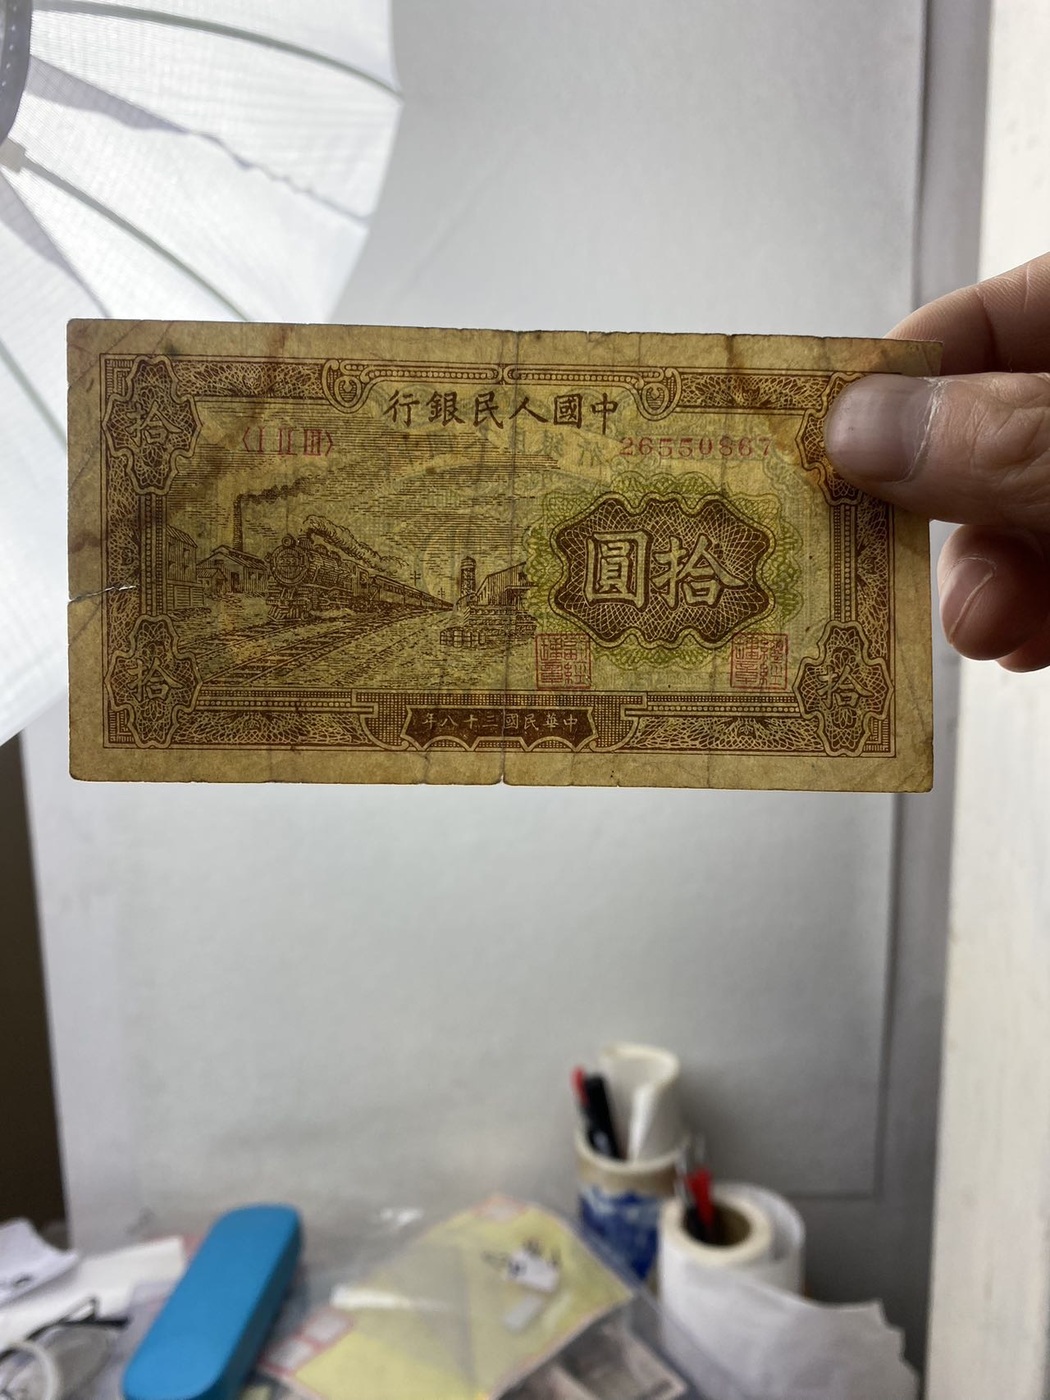 中國人民銀行
〈I II III〉
26550867
拾圓
拾
拾
拾
中華民國三十八年